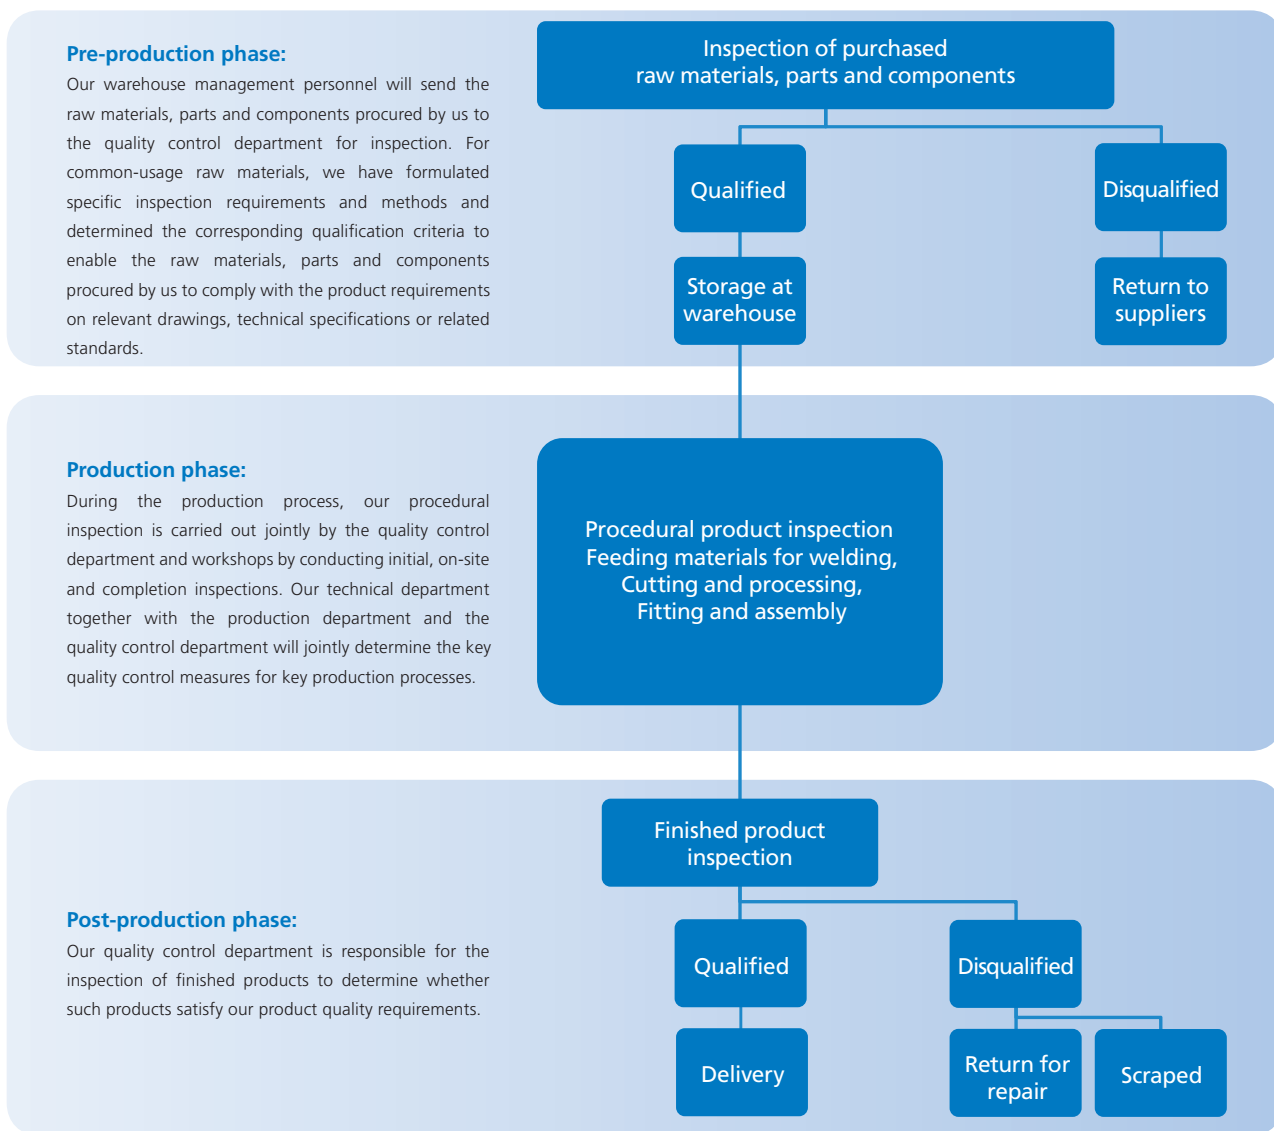 Pre-production phase:
Our warehouse management personnel will send the
raw materials, parts and components procured by us to
the quality control department for inspection. For
common-usage raw materials, we have formulated
specific inspection requirements and methods and
determined the corresponding qualification criteria to
enable the raw materials, parts and components
procured by us to comply with the product requirements
on relevant drawings, technical specifications or related
standards.
Inspection of purchased
raw materials, parts and components
Qualified
Disqualified
Storage at
warehouse
Return to
suppliers
Production phase:
During the production process, our procedural
inspection is carried out jointly by the quality control
department and workshops by conducting initial, on-site
and completion inspections. Our technical department
together with the production department and the
quality control department will jointly determine the key
quality control measures for key production processes.
Procedural product inspection
Feeding materials for welding,
Cutting and processing,
Fitting and assembly
Post-production phase:
Our quality control department is responsible for the
inspection of finished products to determine whether
such products satisfy our product quality requirements.
Finished product
inspection
Qualified
Disqualified
Delivery
Return for
repair
Scraped